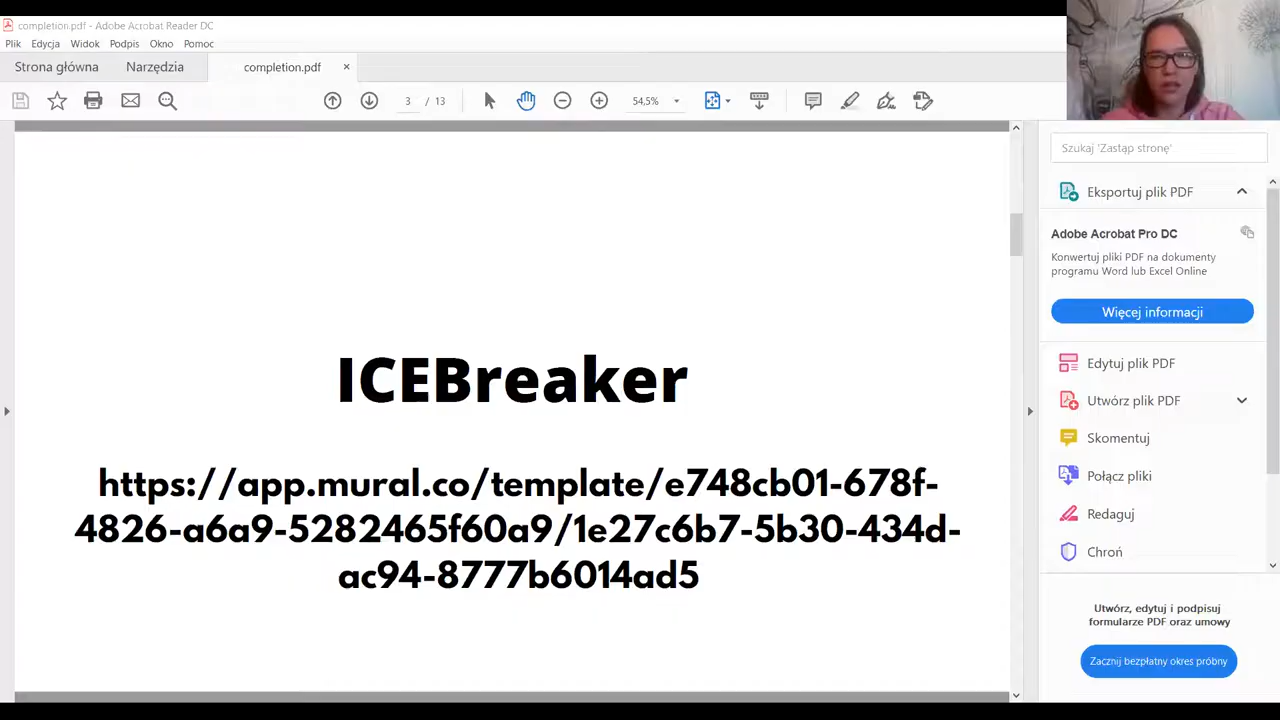 completion.pdf - Adobe Acrobat Reader DC
Plik Edycja Widok Podpis Okno Pomoc
Strona główna Narzędzia completion.pdf ×
3 / 13 54,5%
Szukaj 'Zastąp stronę'
Eksportuj plik PDF
Adobe Acrobat Pro DC
Konwertuj pliki PDF na dokumenty
programu Word lub Excel Online
Więcej informacji
ICEBreaker
https://app.mural.co/template/e748cb01-678f-
4826-a6a9-5282465f60a9/1e27c6b7-5b30-434d-
ac94-8777b6014ad5
Edytuj plik PDF
Utwórz plik PDF
Skomentuj
Połącz pliki
Redaguj
Chroń
Utwórz, edytuj i podpisuj
formularze PDF oraz umowy
Zacznij bezpłatny okres próbny